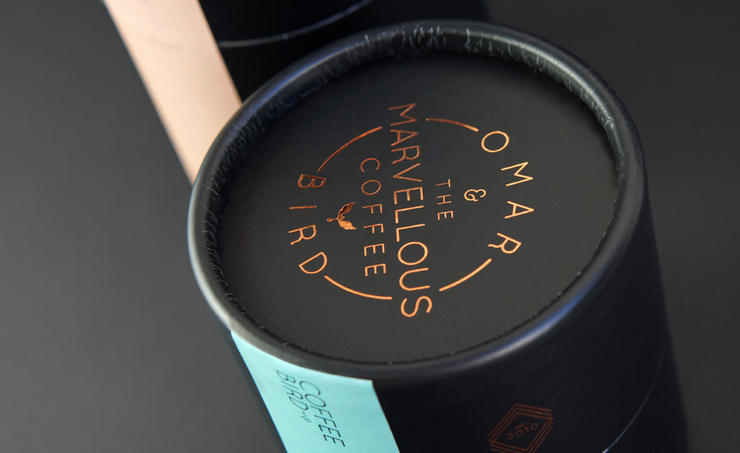 OMAR
& THE
MARVELLOUS
COFFEE
BIRD
COFFEE
BIRD